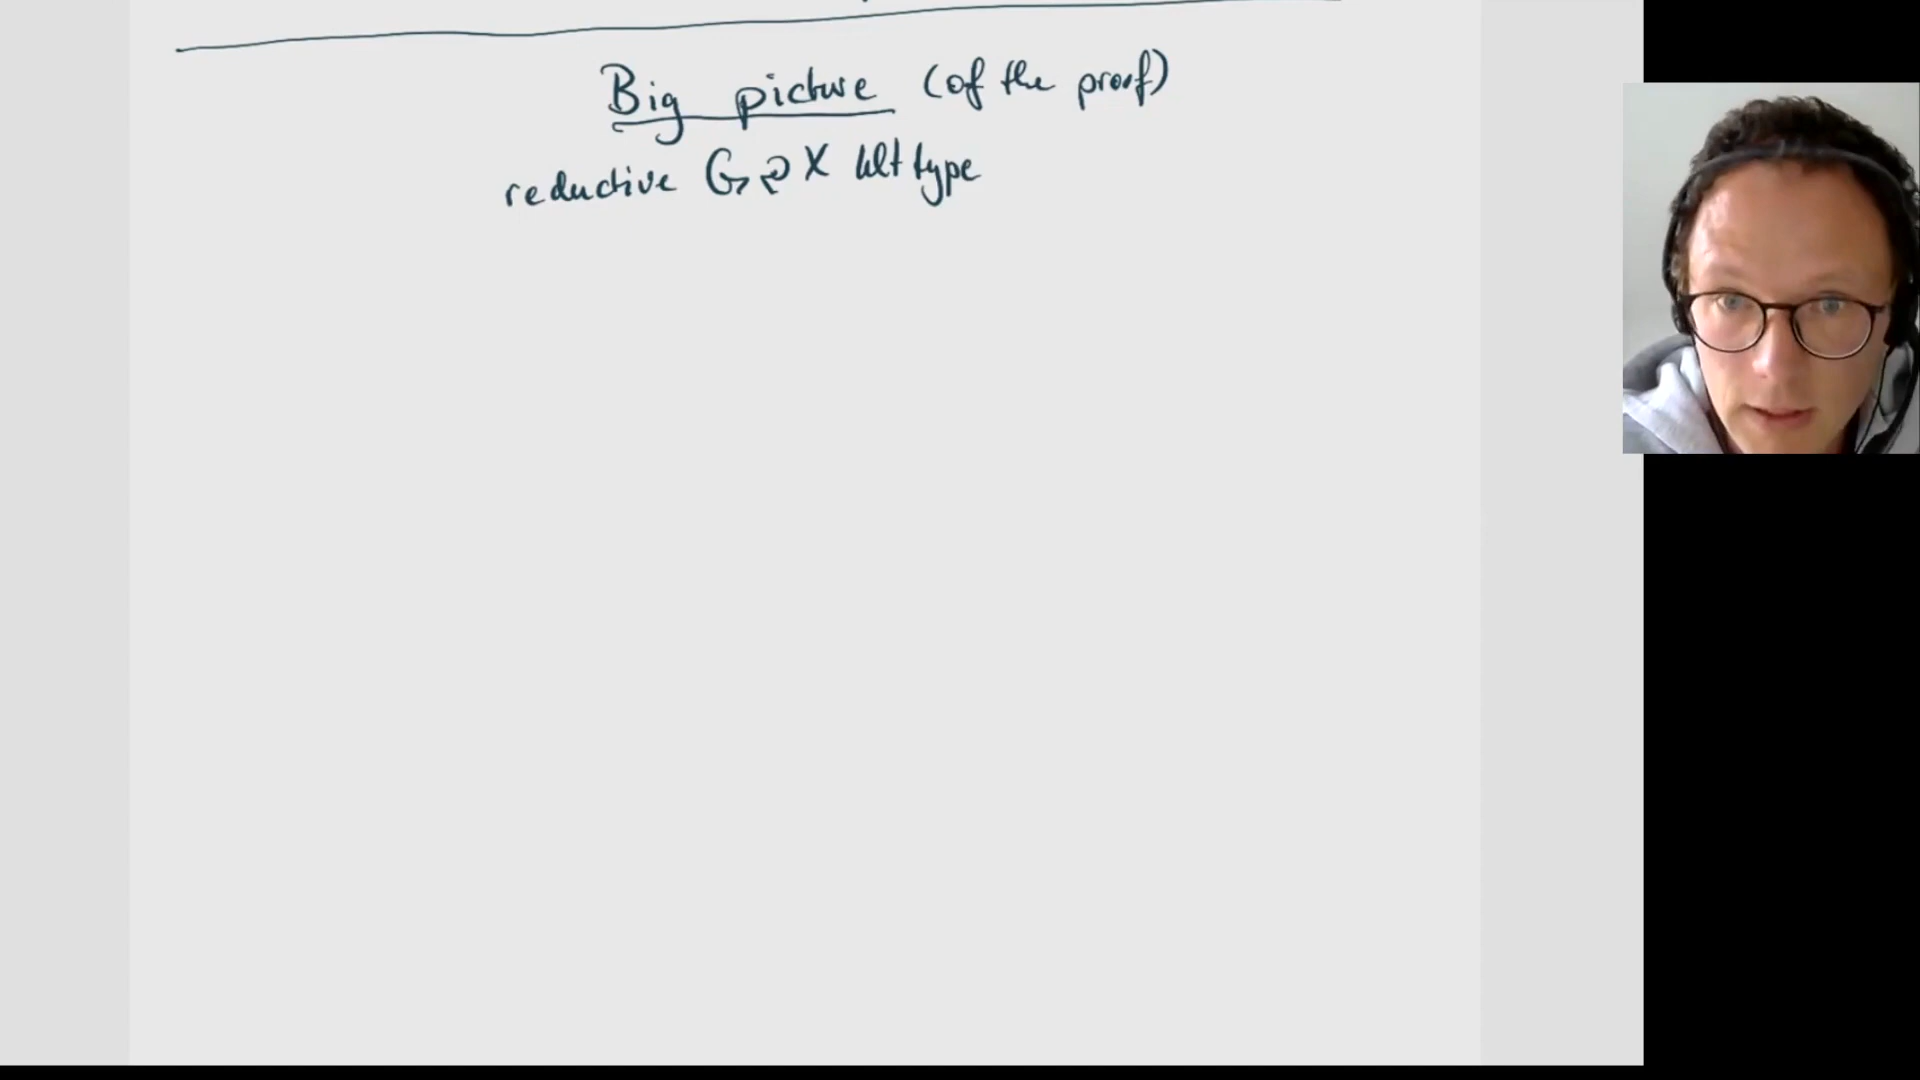 Big picture (of the proof)
reductive G ⟳ X klt type